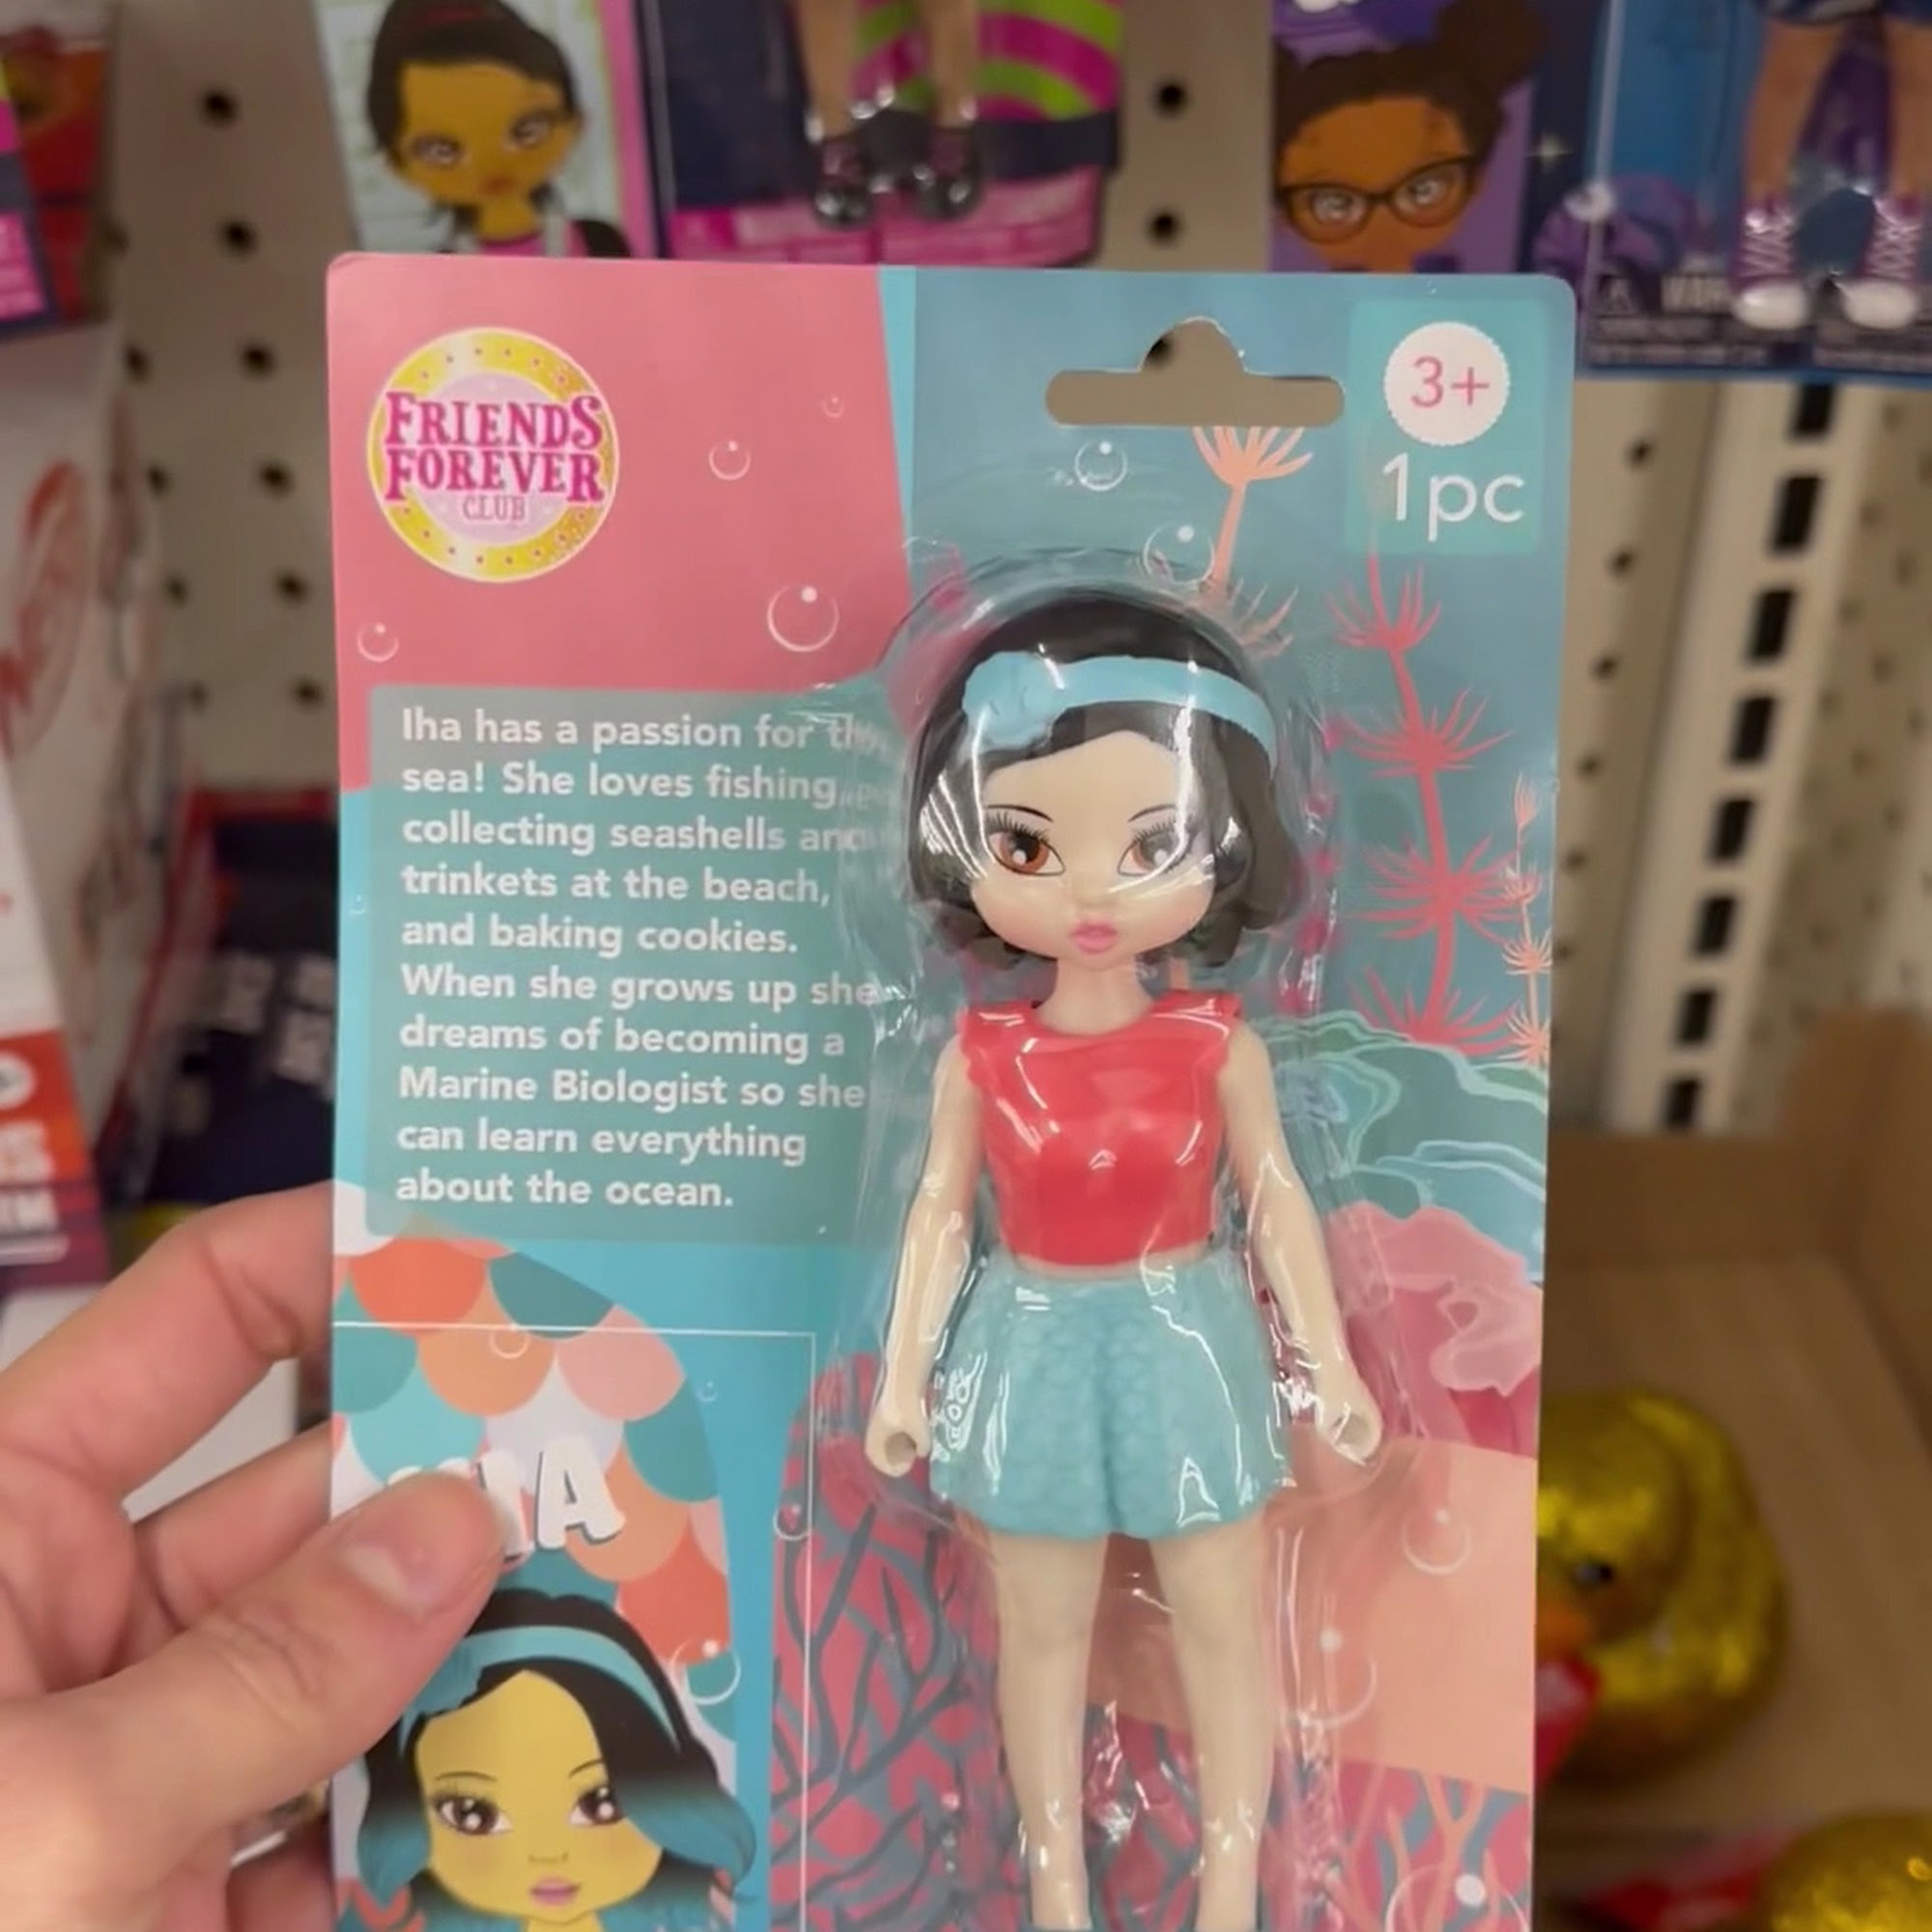 FRIENDS
FOREVER
CLUB
3+
1pc
Iha has a passion for the
sea! She loves fishing,
collecting seashells and
trinkets at the beach,
and baking cookies.
When she grows up she
dreams of becoming a
Marine Biologist so she
can learn everything
about the ocean.